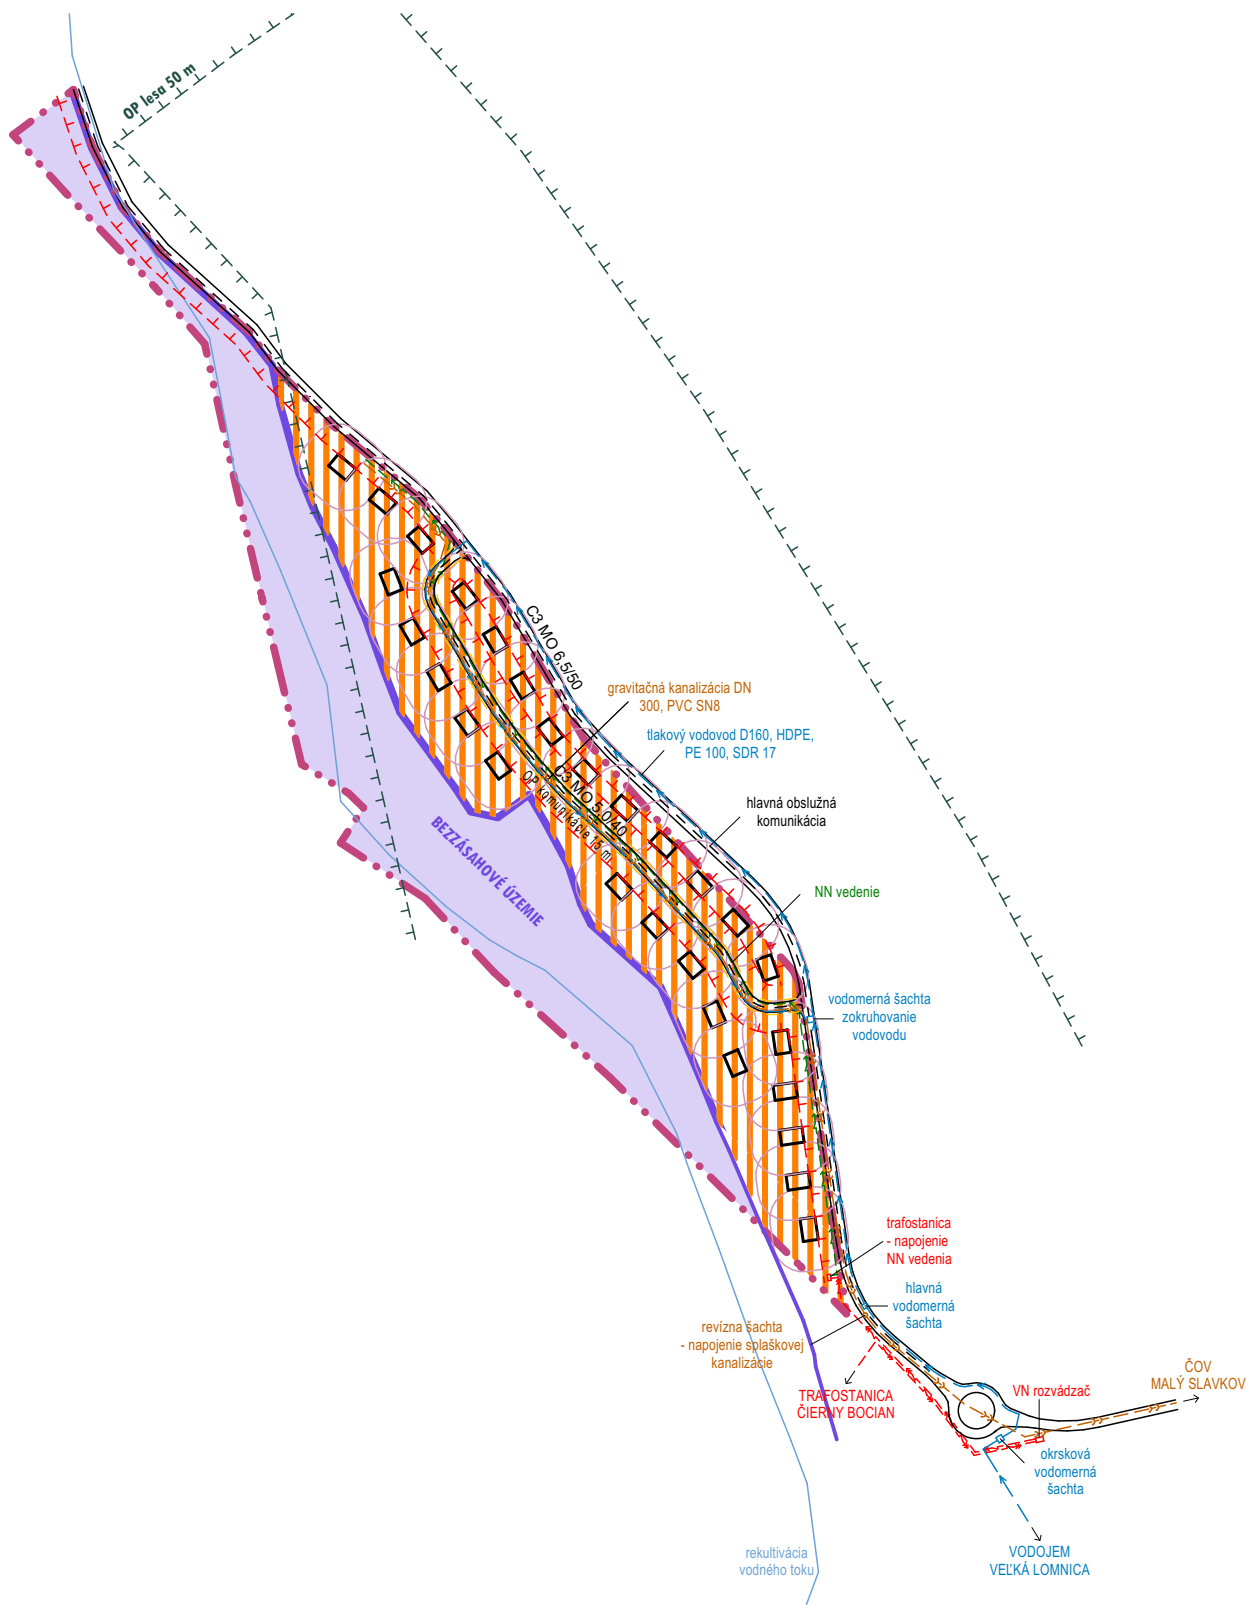 OP lesa 50 m
C3 MO 6,5/50
gravitačná kanalizácia DN
300, PVC SN8
tlakový vodovod D160, HDPE,
PE 100, SDR 17
C3 MO 5,0/40
OP komunikácie 15 m
hlavná obslužná
komunikácia
BEZZÁSAHOVÉ ÚZEMIE
NN vedenie
vodomerná šachta
zokruhovanie
vodovodu
trafostanica
- napojenie
NN vedenia
hlavná
vodomerná
šachta
revízna šachta
- napojenie splaškovej
kanalizácie
ČOV
MALÝ SLAVKOV
TRAFOSTANICA
ČIERNY BOCIAN
VN rozvádzač
okrsková
vodomerná
šachta
rekultivácia
vodného toku
VODOJEM
VEĽKÁ LOMNICA